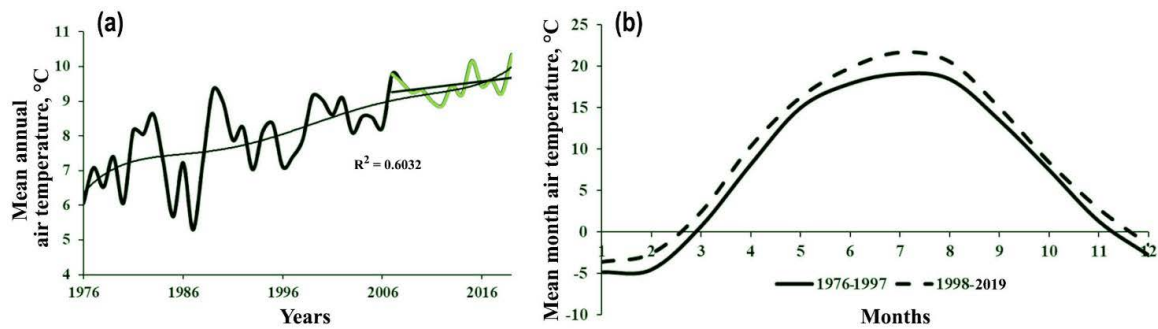 (a)
Mean annual
air temperature, °C
11
10
9
8
7
6
5
4
R² = 0.6032
1976 1986 1996 2006 2016
Years
(b)
Mean month air temperature, °C
25
20
15
10
5
0
-5
-10
1 2 3 4 5 6 7 8 9 10 11 12
1976-1997 1998-2019
Months